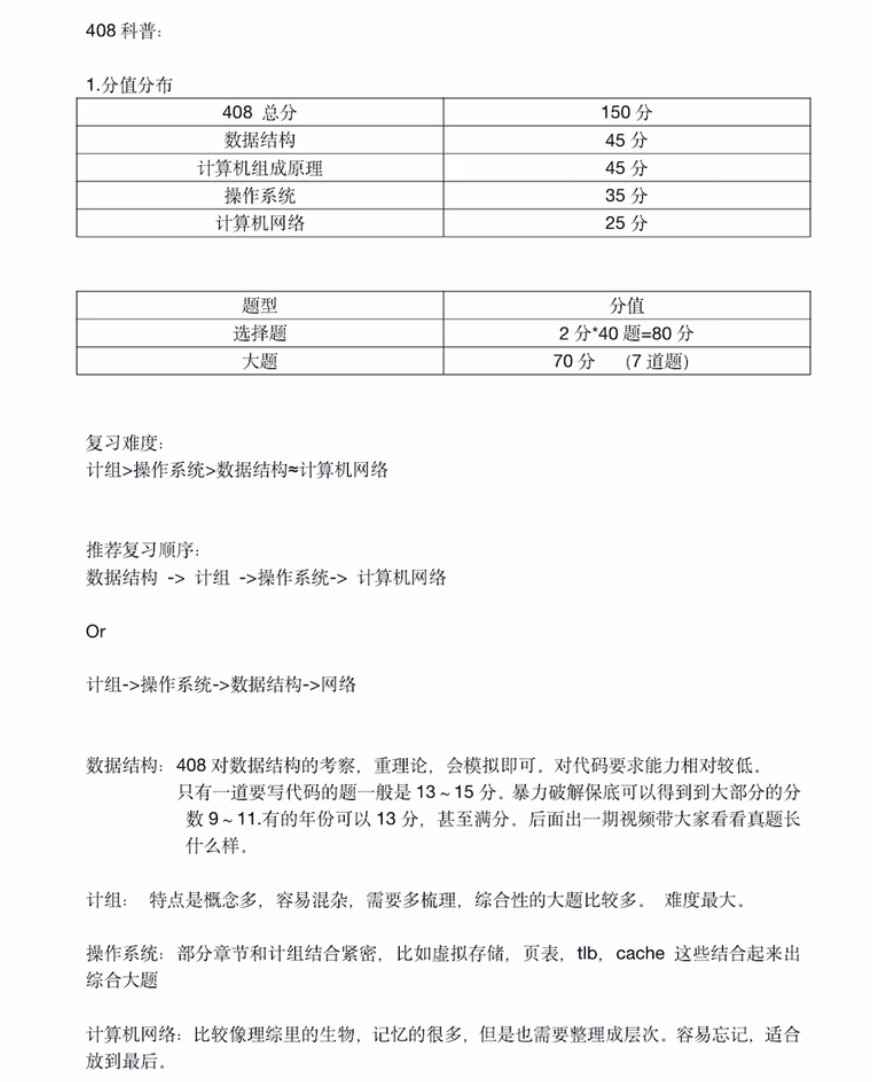 408 科普：
1.分值分布
408 总分 150 分
数据结构 45 分
计算机组成原理 45 分
操作系统 35 分
计算机网络 25 分
题型 分值
选择题 2 分*40 题=80 分
大题 70 分 (7 道题)
复习难度：
计组>操作系统>数据结构≈计算机网络
推荐复习顺序：
数据结构 -> 计组 ->操作系统-> 计算机网络
Or
计组->操作系统->数据结构->网络
数据结构：408 对数据结构的考察，重理论，会模拟即可。对代码要求能力相对较低。
只有一道要写代码的题一般是 13 ~ 15 分。暴力破解保底可以得到到大部分的分
数 9 ~ 11.有的年份可以 13 分，甚至满分。后面出一期视频带大家看看真题长
什么样。
计组： 特点是概念多，容易混杂，需要多梳理，综合性的大题比较多。 难度最大。
操作系统：部分章节和计组结合紧密，比如虚拟存储，页表，tlb，cache 这些结合起来出
综合大题
计算机网络：比较像理综里的生物，记忆的很多，但是也需要整理成层次。容易忘记，适合
放到最后。